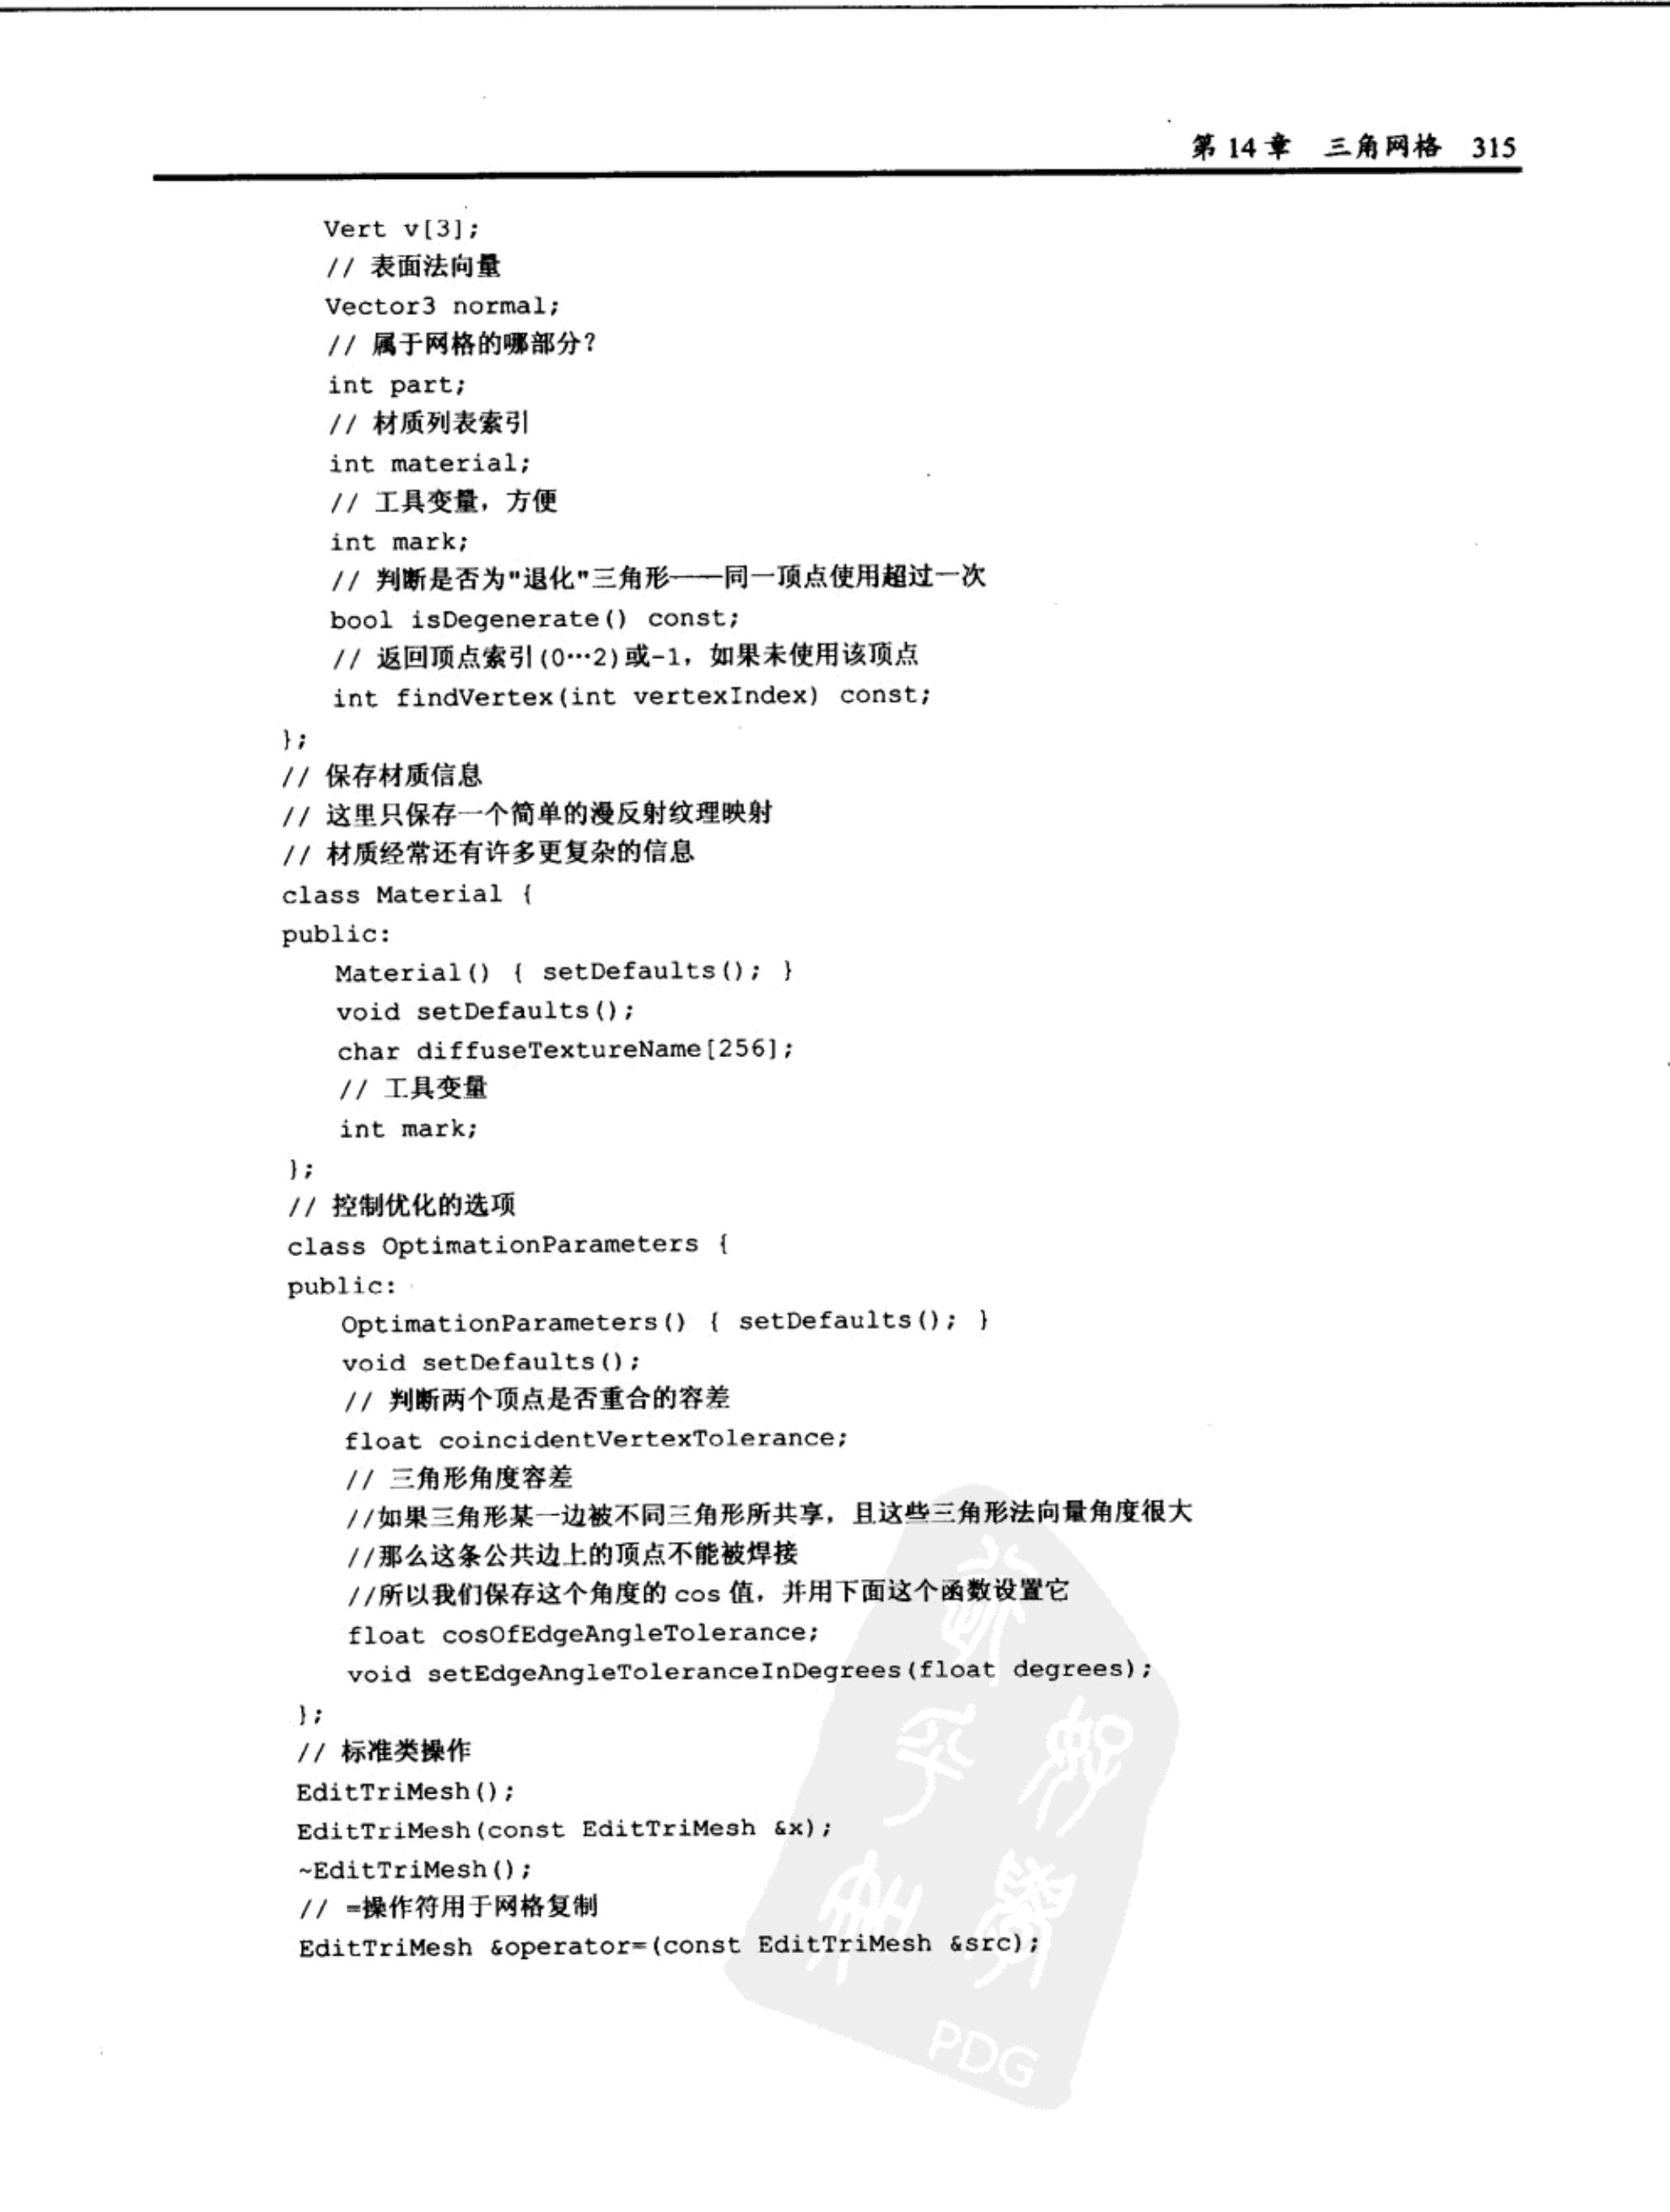 第 14 章 三角网格 315
Vert v[3];
// 表面法向量
Vector3 normal;
// 属于网格的哪部分?
int part;
// 材质列表索引
int material;
// 工具变量，方便
int mark;
// 判断是否为"退化"三角形——同一顶点使用超过一次
bool isDegenerate() const;
// 返回顶点索引(0…2)或-1，如果未使用该顶点
int findVertex(int vertexIndex) const;
};
// 保存材质信息
// 这里只保存一个简单的漫反射纹理映射
// 材质经常还有许多更复杂的信息
class Material {
public:
Material() { setDefaults(); }
void setDefaults();
char diffuseTextureName[256];
// 工具变量
int mark;
};
// 控制优化的选项
class OptimationParameters {
public:
OptimationParameters() { setDefaults(); }
void setDefaults();
// 判断两个顶点是否重合的容差
float coincidentVertexTolerance;
// 三角形角度容差
//如果三角形某一边被不同三角形所共享，且这些三角形法向量角度很大
//那么这条公共边上的顶点不能被焊接
//所以我们保存这个角度的 cos 值，并用下面这个函数设置它
float cosOfEdgeAngleTolerance;
void setEdgeAngleToleranceInDegrees(float degrees);
};
// 标准类操作
EditTriMesh();
EditTriMesh(const EditTriMesh &x);
~EditTriMesh();
// =操作符用于网格复制
EditTriMesh &operator=(const EditTriMesh &src);
PDG